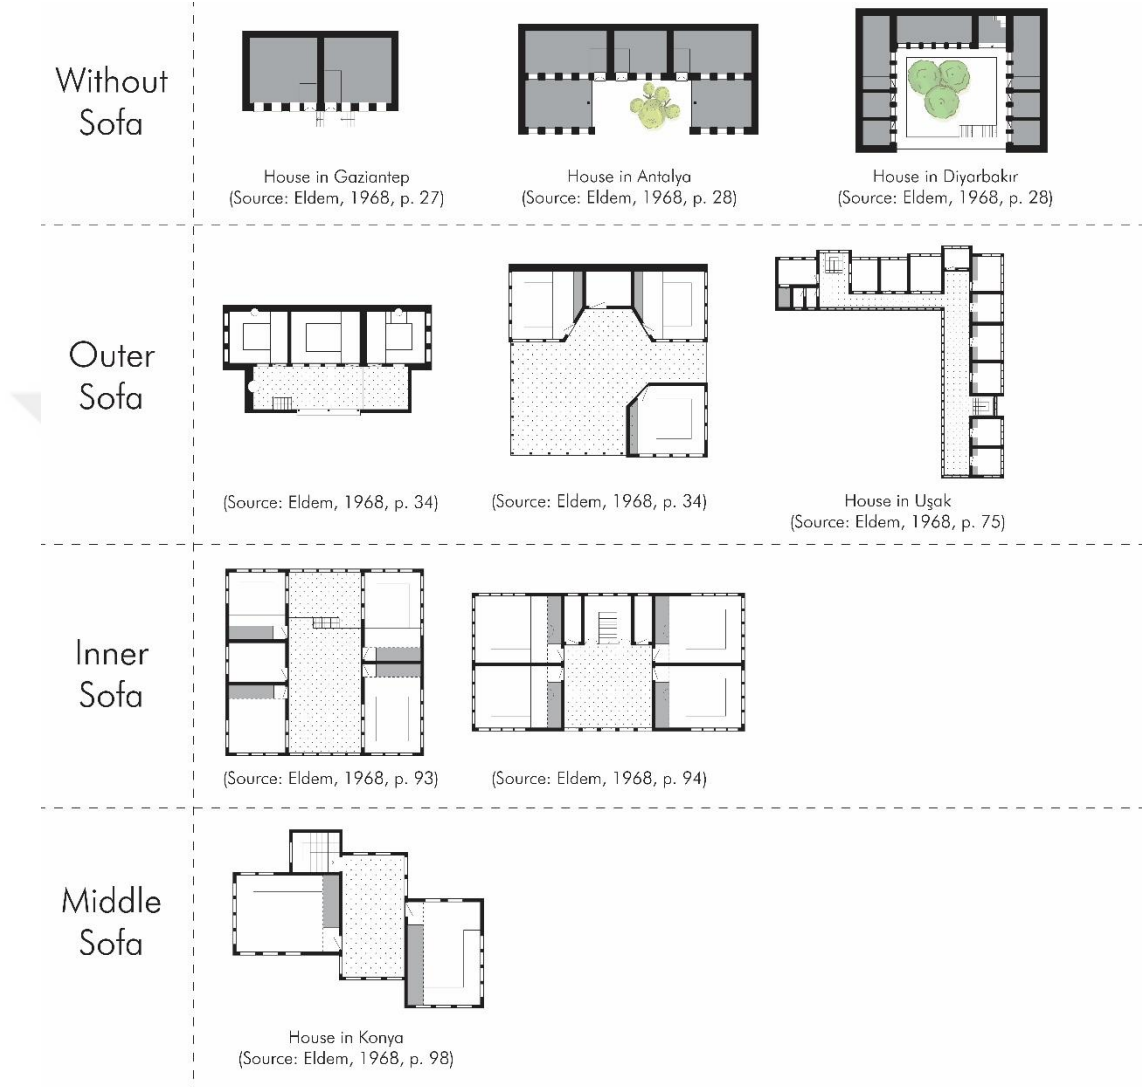 Without
Sofa
House in Gaziantep
(Source: Eldem, 1968, p. 27)
House in Antalya
(Source: Eldem, 1968, p. 28)
House in Diyarbakır
(Source: Eldem, 1968, p. 28)
Outer
Sofa
(Source: Eldem, 1968, p. 34)
(Source: Eldem, 1968, p. 34)
House in Uşak
(Source: Eldem, 1968, p. 75)
Inner
Sofa
(Source: Eldem, 1968, p. 93)
(Source: Eldem, 1968, p. 94)
Middle
Sofa
House in Konya
(Source: Eldem, 1968, p. 98)